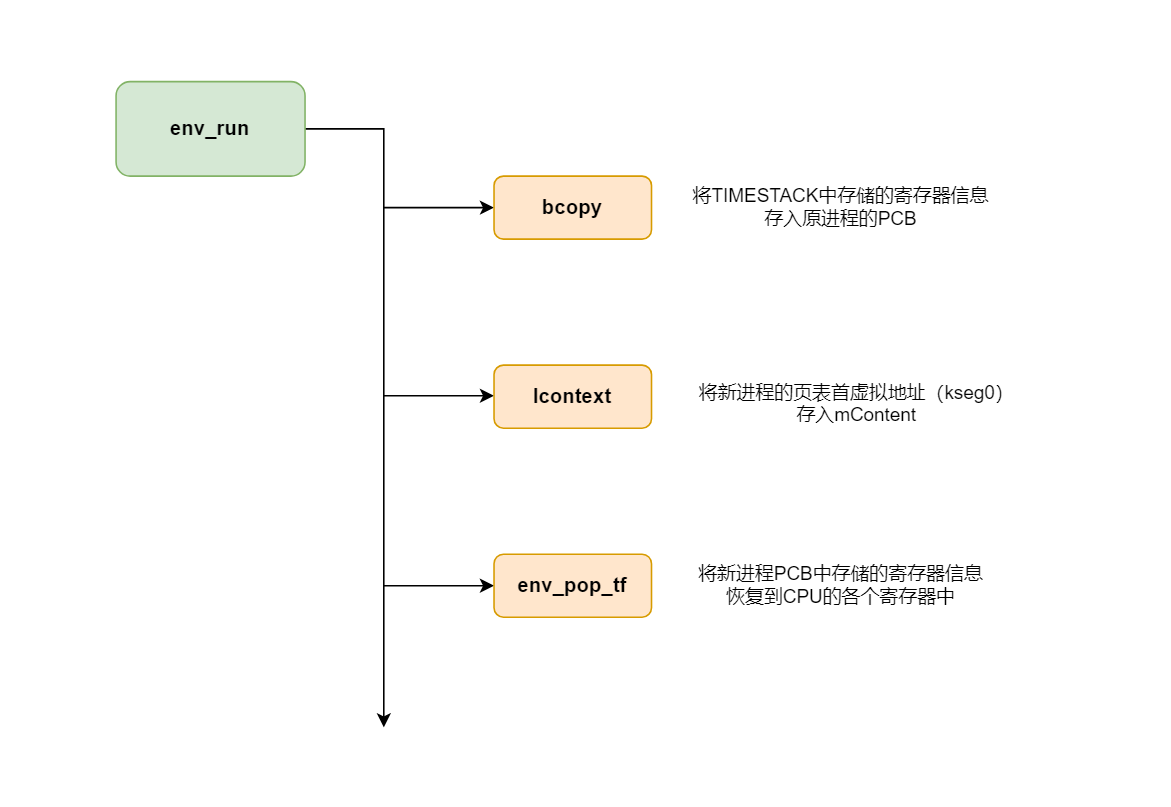 env_run
bcopy
将TIMESTACK中存储的寄存器信息
存入原进程的PCB
lcontext
将新进程的页表首虚拟地址（kseg0）
存入mContent
env_pop_tf
将新进程PCB中存储的寄存器信息
恢复到CPU的各个寄存器中